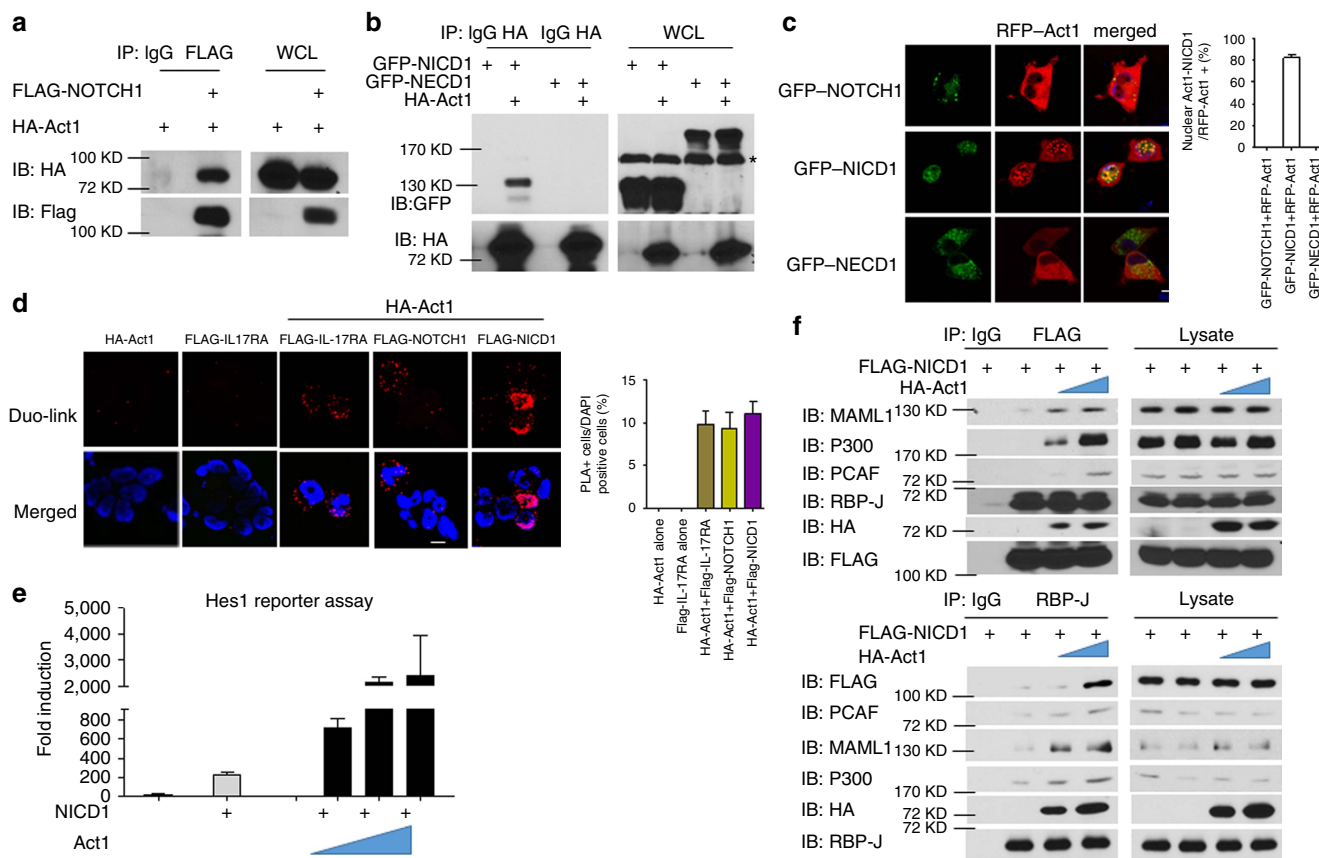 a
IP: IgG FLAG WCL
FLAG-NOTCH1 + +
HA-Act1 + + + +
IB: HA 100 KD
72 KD
IB: Flag
100 KD
b
IP: IgG HA IgG HA WCL
GFP-NICD1 + + + +
GFP-NECD1 + + + +
HA-Act1 + + + +
170 KD
*
130 KD
IB:GFP
IB: HA
72 KD
c
RFP–Act1 merged
GFP–NOTCH1
GFP–NICD1
GFP–NECD1
Nuclear Act1-NICD1
/RFP-Act1 + (%)
100
80
60
40
20
0
GFP-NOTCH1+RFP-Act1
GFP-NICD1+RFP-Act1
GFP-NECD1+RFP-Act1
d
HA-Act1
HA-Act1 FLAG-IL17RA FLAG-IL-17RA FLAG-NOTCH1 FLAG-NICD1
Duo-link
Merged
PLA+ cells/DAPI
positive cells (%)
15
10
5
0
HA-Act1 alone
Flag-IL-17RA alone
HA-Act1+Flag-IL-17RA
HA-Act1+Flag-NOTCH1
HA-Act1+Flag-NICD1
e
Hes1 reporter assay
Fold induction
5,000
4,000
3,000
2,000
800
600
400
200
0
NICD1 + + + +
Act1
f
IP: IgG FLAG Lysate
FLAG-NICD1 + + + + + + + +
HA-Act1
IB: MAML1 130 KD
IB: P300
170 KD
IB: PCAF
72 KD
IB: RBP-J 72 KD
IB: HA
72 KD
IB: FLAG
100 KD
IP: IgG RBP-J Lysate
FLAG-NICD1 + + + + + + + +
HA-Act1
IB: FLAG
100 KD
IB: PCAF
72 KD
IB: MAML1 130 KD
IB: P300
170 KD
IB: HA 72 KD
72 KD
IB: RBP-J